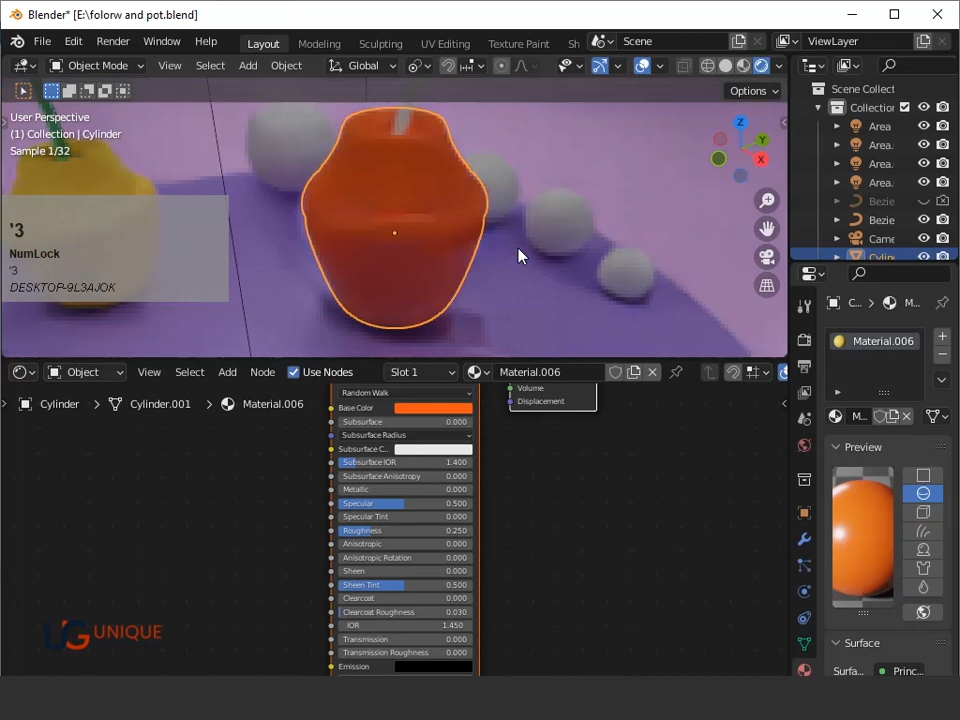 Blender* [E:\folorw and pot.blend]
File Edit Render Window Help Layout Modeling Sculpting UV Editing Texture Paint Sh Scene ViewLayer
Object Mode View Select Add Object Global
Options
User Perspective
(1) Collection | Cylinder
Sample 1/32
'3
NumLock
'3
DESKTOP-9L3AJOK
Z
Y
X
Scene Collect
Collectior
Area
Area.
Area.
Area.
Bezie
Bezie
Came
Cylin
Object View Select Add Node Use Nodes Slot 1 Material.006
Cylinder > Cylinder.001 > Material.006
Random Walk
Base Color
Subsurface 0.000
Subsurface Radius
Subsurface C..
Subsurface IOR 1.400
Subsurface Anisotropy 0.000
Metallic 0.000
Specular 0.500
Specular Tint 0.000
Roughness 0.250
Anisotropic 0.000
Anisotropic Rotation 0.000
Sheen 0.000
Sheen Tint 0.500
Clearcoat 0.000
Clearcoat Roughness 0.030
IOR 1.450
Transmission 0.000
Transmission Roughness 0.000
Emission
Volume
Displacement
C... > M...
Material.006
M...
Preview
Surface
Surfa... Princ...
UG UNIQUE